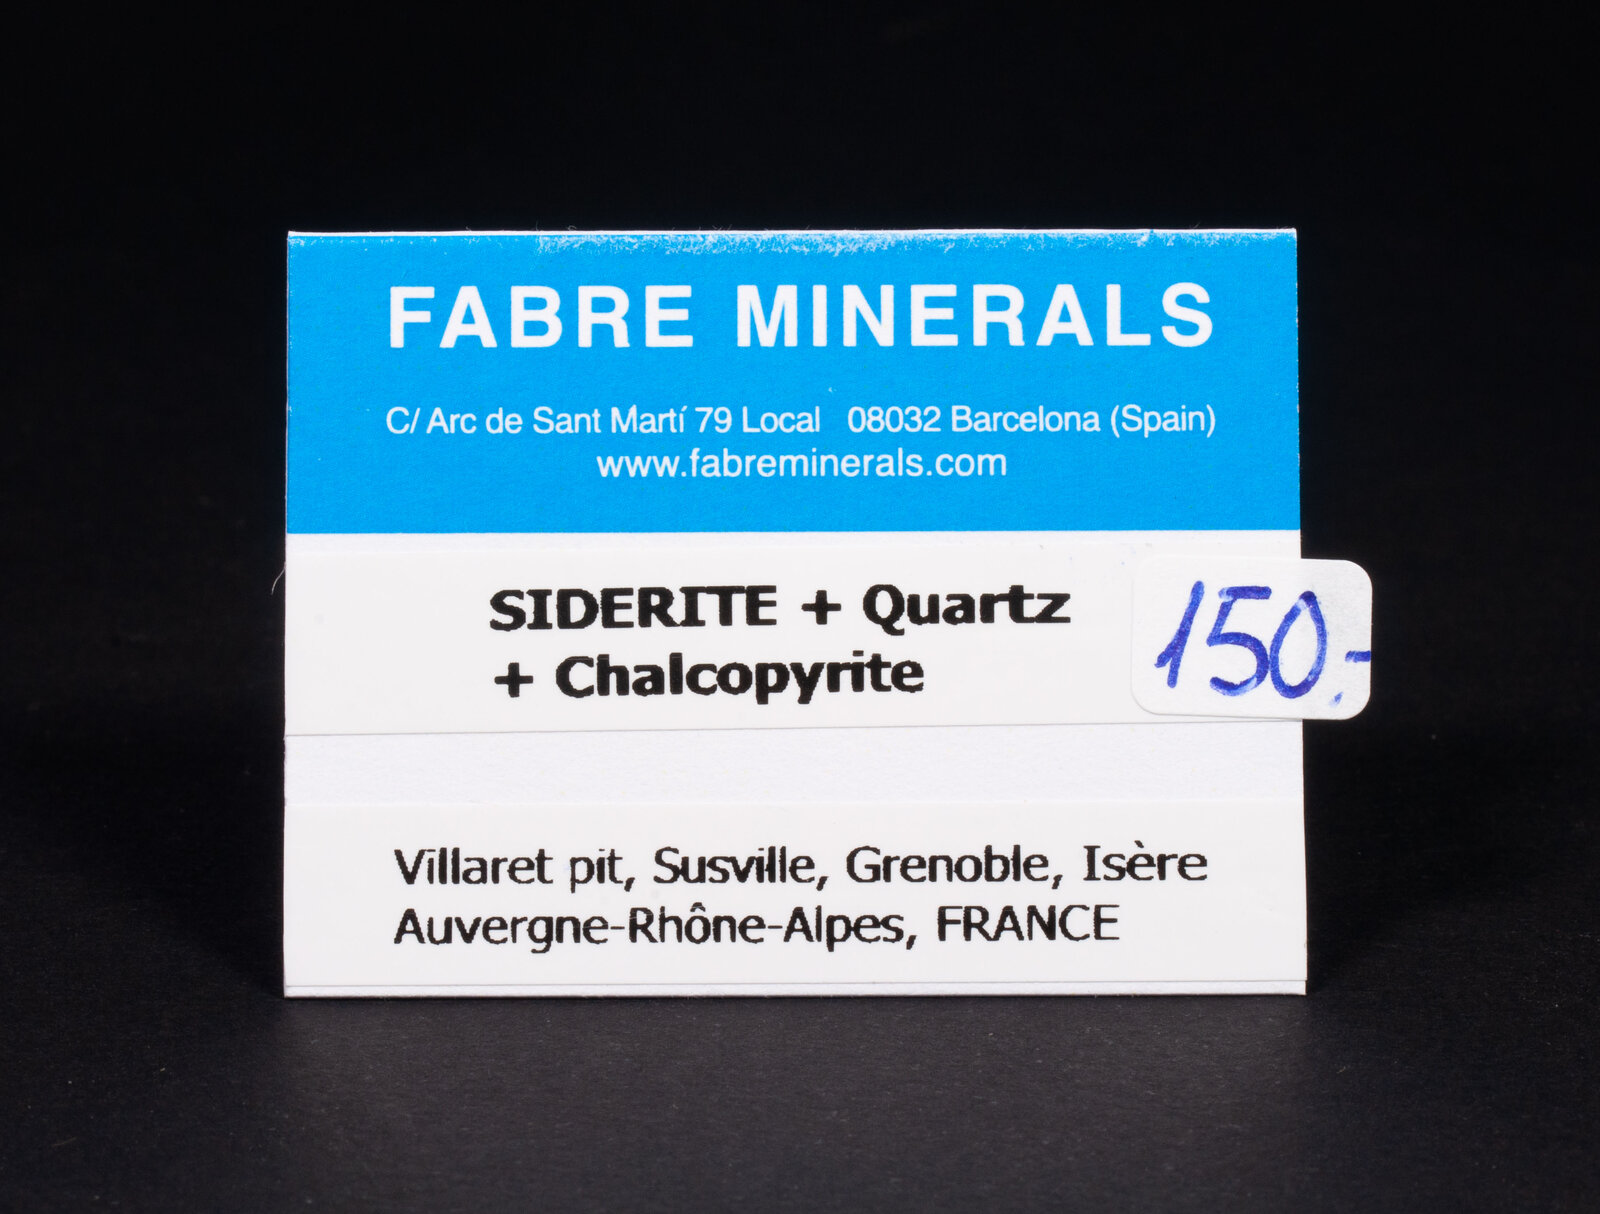 FABRE MINERALS
C/ Arc de Sant Martí 79 Local 08032 Barcelona (Spain)
www.fabreminerals.com
SIDERITE + Quartz
+ Chalcopyrite
150.-
Villaret pit, Susville, Grenoble, Isère
Auvergne-Rhône-Alpes, FRANCE